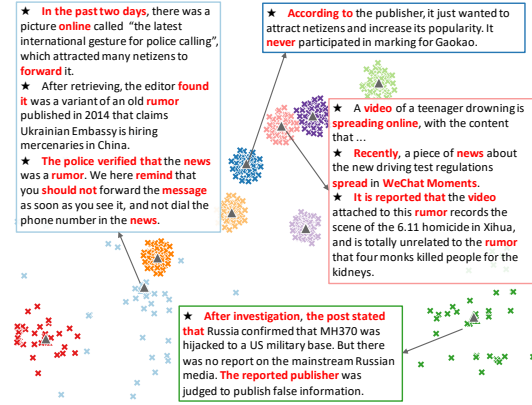 ★ In the past two days, there was a
picture online called “the latest
international gesture for police calling”,
which attracted many netizens to
forward it.
★ After retrieving, the editor found
it was a variant of an old rumor
published in 2014 that claims
Ukrainian Embassy is hiring
mercenaries in China.
★ The police verified that the news
was a rumor. We here remind that
you should not forward the message
as soon as you see it, and not dial the
phone number in the news.
★ According to the publisher, it just wanted to
attract netizens and increase its popularity. It
never participated in marking for Gaokao.
★ A video of a teenager drowning is
spreading online, with the content
that ...
★ Recently, a piece of news about
the new driving test regulations
spread in WeChat Moments.
★ It is reported that the video
attached to this rumor records the
scene of the 6.11 homicide in Xihua,
and is totally unrelated to the rumor
that four monks killed people for the
kidneys.
★ After investigation, the post stated
that Russia confirmed that MH370 was
hijacked to a US military base. But there
was no report on the mainstream Russian
media. The reported publisher was
judged to publish false information.